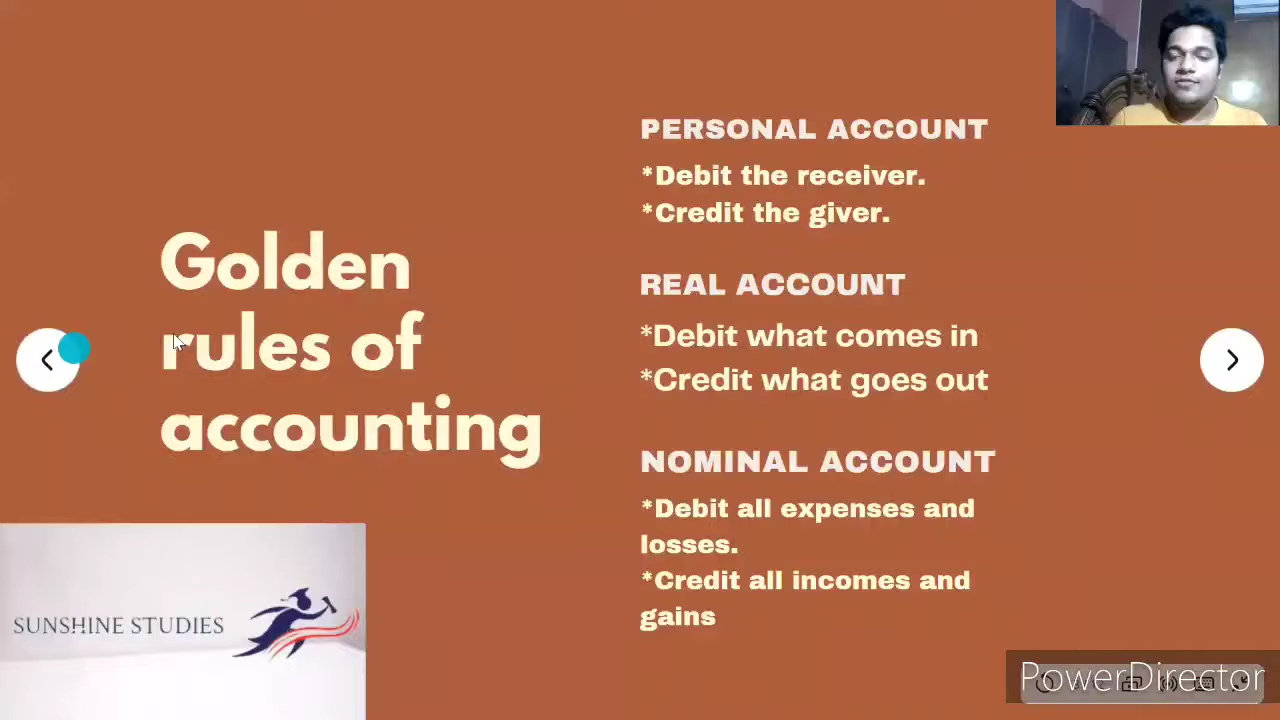 Golden
rules of
accounting
PERSONAL ACCOUNT
*Debit the receiver.
*Credit the giver.
REAL ACCOUNT
*Debit what comes in
*Credit what goes out
NOMINAL ACCOUNT
*Debit all expenses and
losses.
*Credit all incomes and
gains
SUNSHINE STUDIES
PowerDirector